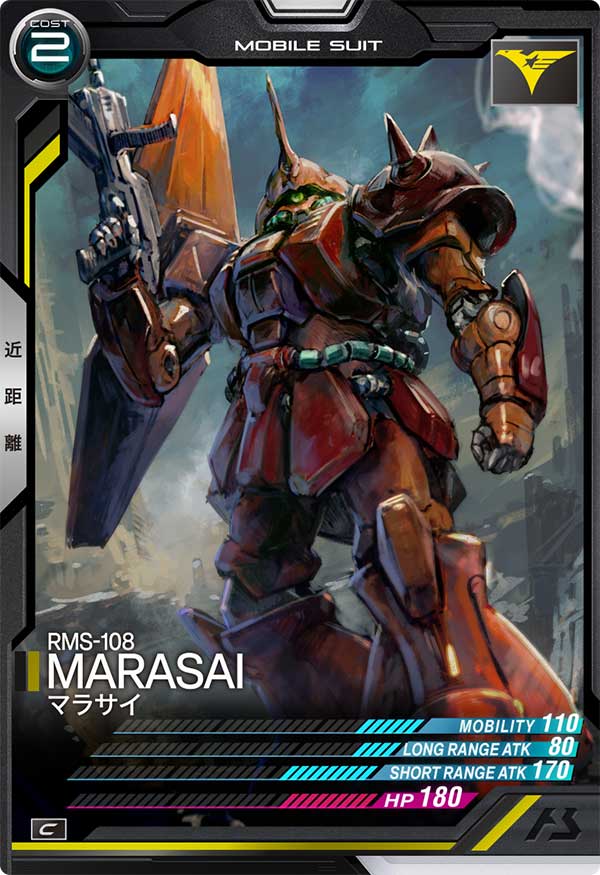 COST
2
MOBILE SUIT
近距離
RMS-108
MARASAI
マラサイ
MOBILITY 110
LONG RANGE ATK 80
SHORT RANGE ATK 170
HP 180
C